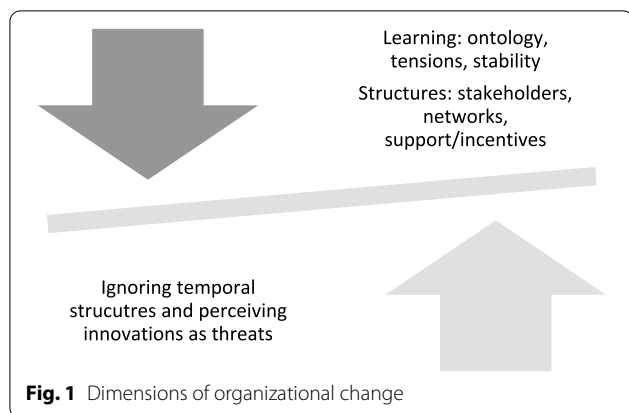 Learning: ontology,
tensions, stability
Structures: stakeholders,
networks,
support/incentives
Ignoring temporal
strucutres and perceiving
innovations as threats
Fig. 1 Dimensions of organizational change